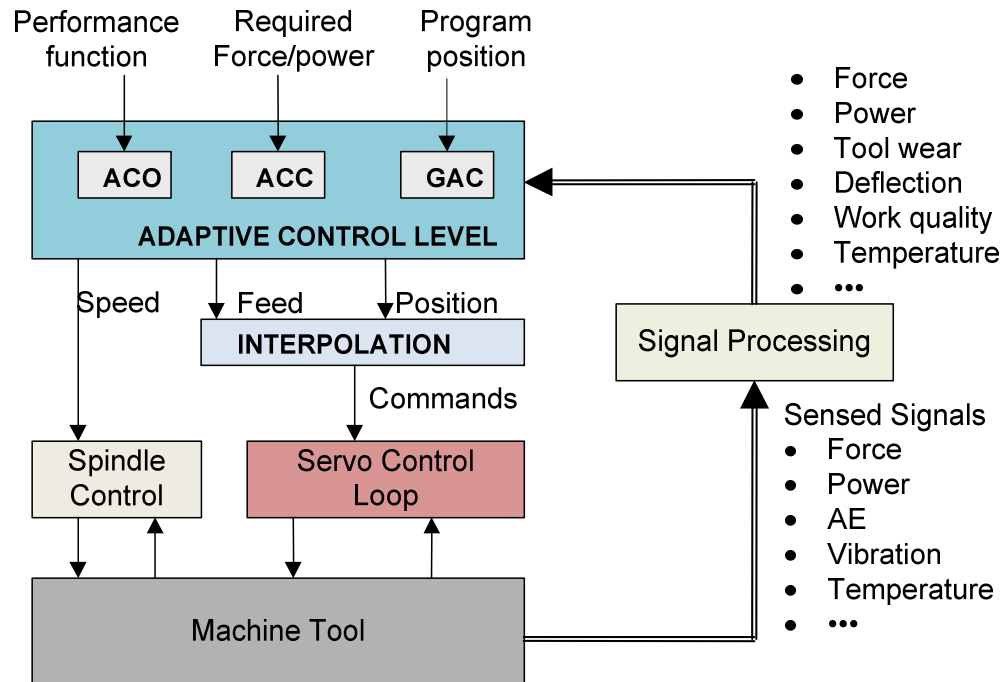 Performance
function
Required
Force/power
Program
position
ACO
ACC
GAC
ADAPTIVE CONTROL LEVEL
Speed
Feed
Position
INTERPOLATION
Commands
Spindle
Control
Servo Control
Loop
Machine Tool
• Force
• Power
• Tool wear
• Deflection
• Work quality
• Temperature
• •••
Signal Processing
Sensed Signals
• Force
• Power
• AE
• Vibration
• Temperature
• •••